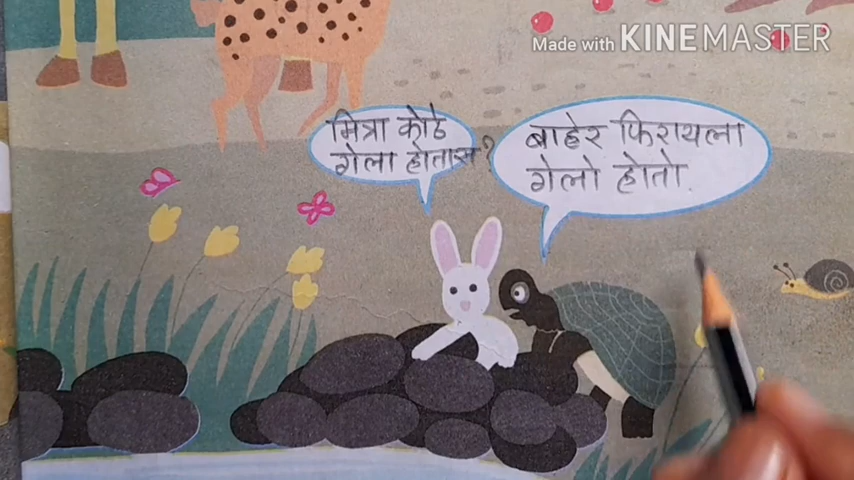 Made with KINEMASTER
मित्रा कोठे
गेला होतास?
बाहेर फिरायला
गेलो होतो.